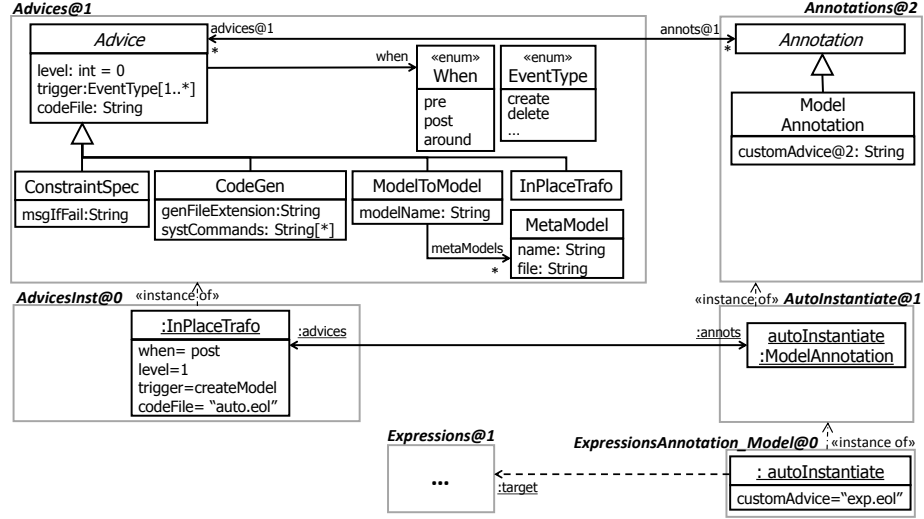 Advices@1
Annotations@2
Advice
level: int = 0
trigger:EventType[1..*]
codeFile: String
advices@1
*
annots@1
*
when
«enum»
When
pre
post
around
«enum»
EventType
create
delete
...
Annotation
Model
Annotation
customAdvice@2: String
ConstraintSpec
msgIfFail:String
CodeGen
genFileExtension:String
systCommands: String[*]
ModelToModel
modelName: String
InPlaceTrafo
metaModels
*
MetaModel
name: String
file: String
AdvicesInst@0
«instance of»
«instance of»
AutoInstantiate@1
:InPlaceTrafo
when= post
level=1
trigger=createModel
codeFile= “auto.eol”
:advices
:annots
autoInstantiate
:ModelAnnotation
Expressions@1
...
ExpressionsAnnotation_Model@0
«instance of»
:target
: autoInstantiate
customAdvice=“exp.eol”